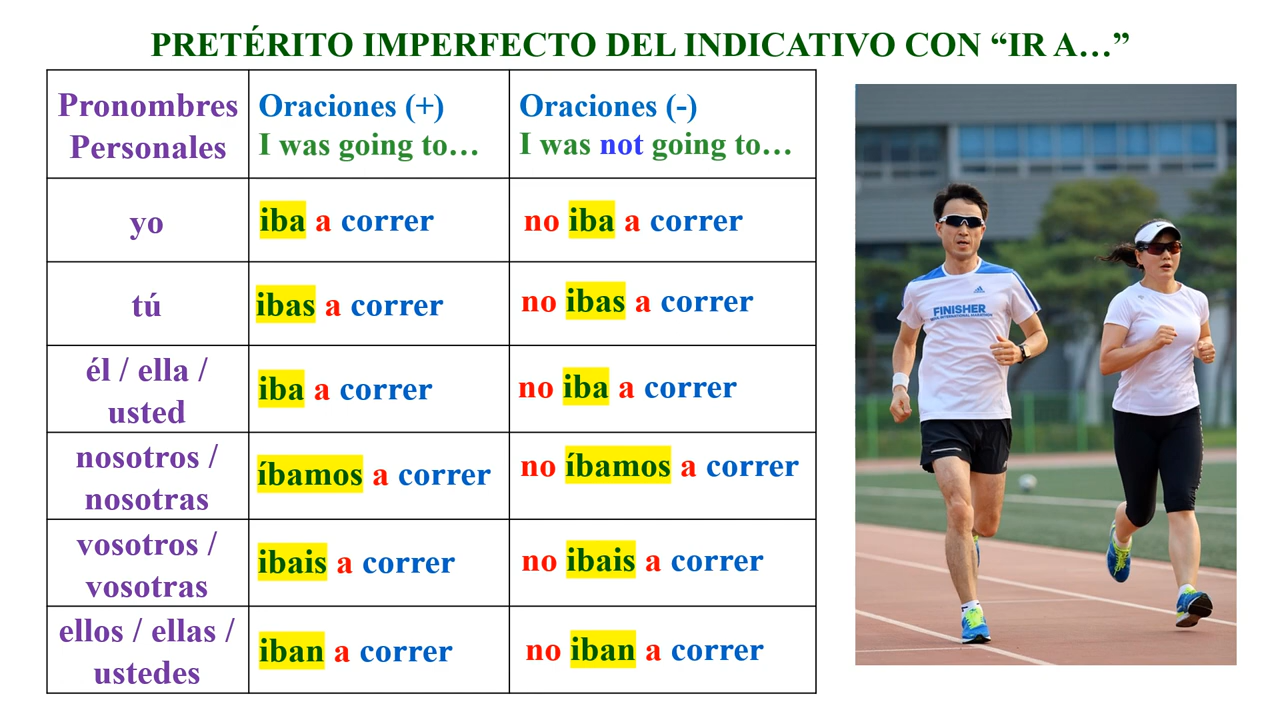 PRETÉRITO IMPERFECTO DEL INDICATIVO CON “IR A…”
Pronombres
Personales
Oraciones (+)
I was going to…
Oraciones (-)
I was not going to…
yo
iba a correr
no iba a correr
tú
ibas a correr
no ibas a correr
él / ella /
usted
iba a correr
no iba a correr
nosotros /
nosotras
íbamos a correr
no íbamos a correr
vosotros /
vosotras
ibais a correr
no ibais a correr
ellos / ellas /
ustedes
iban a correr
no iban a correr
FINISHER